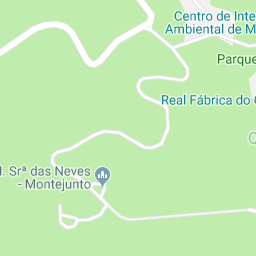 Centro de Inte
Ambiental de M
Parque
Real Fábrica do
l. Srª das Neves
- Montejunto